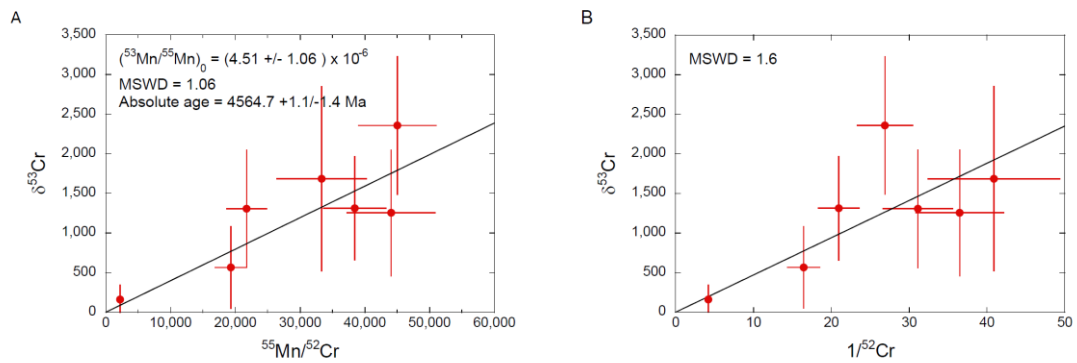 A
3,500
3,000
2,500
2,000
1,500
1,000
500
0
(⁵³Mn/⁵⁵Mn)₀ = (4.51 +/- 1.06 ) x 10⁻⁶
MSWD = 1.06
Absolute age = 4564.7 +1.1/-1.4 Ma
δ⁵³Cr
0 10,000 20,000 30,000 40,000 50,000 60,000
⁵⁵Mn/⁵²Cr
B
3,500
3,000
2,500
2,000
1,500
1,000
500
0
MSWD = 1.6
δ⁵³Cr
0 10 20 30 40 50
1/⁵²Cr